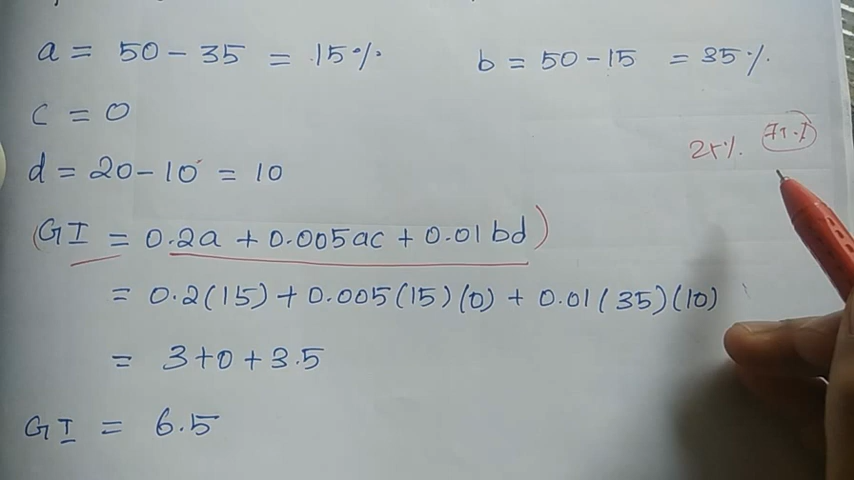 a = 50 - 35 = 15% b = 50 - 15 = 35%.
c = 0
d = 20 - 10 = 10
25%. 75%
(GI = 0.2a + 0.005ac + 0.01bd)
= 0.2(15) + 0.005(15)(0) + 0.01(35)(10)
= 3 + 0 + 3.5
GI = 6.5